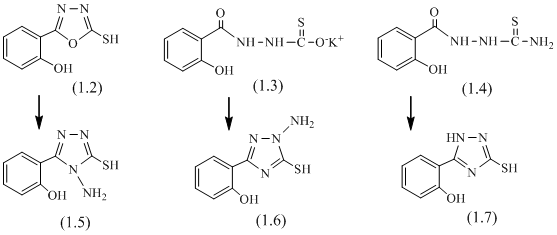 N N
O
SH
OH
(1.2)
O
NH NH
S
O⁻K⁺
OH
(1.3)
O
NH NH
S
NH₂
OH
(1.4)
N N
SH
N
OH
NH₂
(1.5)
NH₂
N N
SH
N
OH
(1.6)
HN N
SH
N
OH
(1.7)